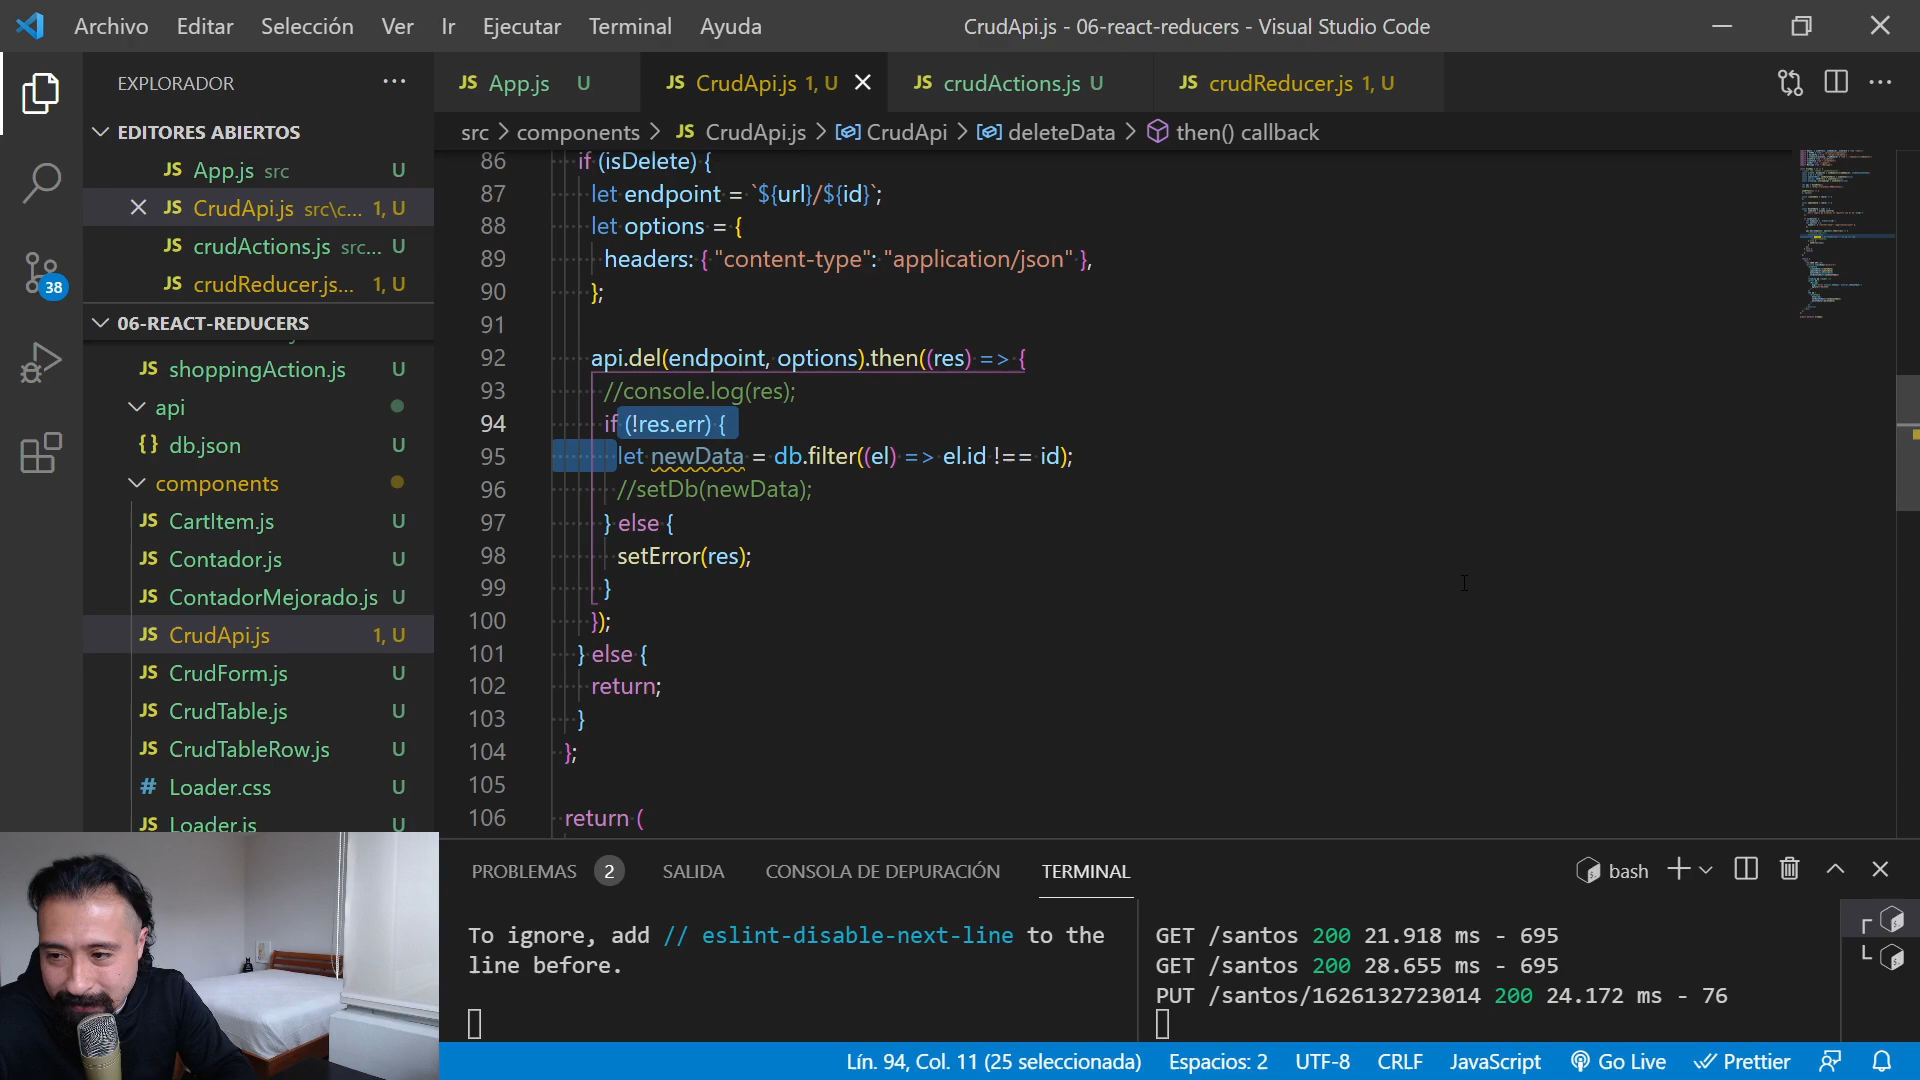 Archivo Editar Selección Ver Ir Ejecutar Terminal Ayuda
CrudApi.js - 06-react-reducers - Visual Studio Code
EXPLORADOR
EDITORES ABIERTOS
JS App.js src U
JS CrudApi.js src\c... 1, U
JS crudActions.js src... U
JS crudReducer.js... 1, U
06-REACT-REDUCERS
JS shoppingAction.js U
api
{} db.json U
components
JS CartItem.js U
JS Contador.js U
JS ContadorMejorado.js U
JS CrudApi.js 1, U
JS CrudForm.js U
JS CrudTable.js U
JS CrudTableRow.js U
# Loader.css U
JS Loader.js U
38
JS App.js U
JS CrudApi.js 1, U
JS crudActions.js U
JS crudReducer.js 1, U
src > components > JS CrudApi.js > CrudApi > deleteData > then() callback
86 if (isDelete) {
87 let endpoint = `${url}/${id}`;
88 let options = {
89 headers: { "content-type": "application/json" },
90 };
91
92 api.del(endpoint, options).then((res) => {
93 //console.log(res);
94 if (!res.err) {
95 let newData = db.filter((el) => el.id !== id);
96 //setDb(newData);
97 } else {
98 setError(res);
99 }
100 });
101 } else {
102 return;
103 }
104 };
105
106 return (
PROBLEMAS 2 SALIDA CONSOLA DE DEPURACIÓN TERMINAL
bash
To ignore, add // eslint-disable-next-line to the
line before.
GET /santos 200 21.918 ms - 695
GET /santos 200 28.655 ms - 695
PUT /santos/1626132723014 200 24.172 ms - 76
Lín. 94, Col. 11 (25 seleccionada) Espacios: 2 UTF-8 CRLF JavaScript Go Live Prettier